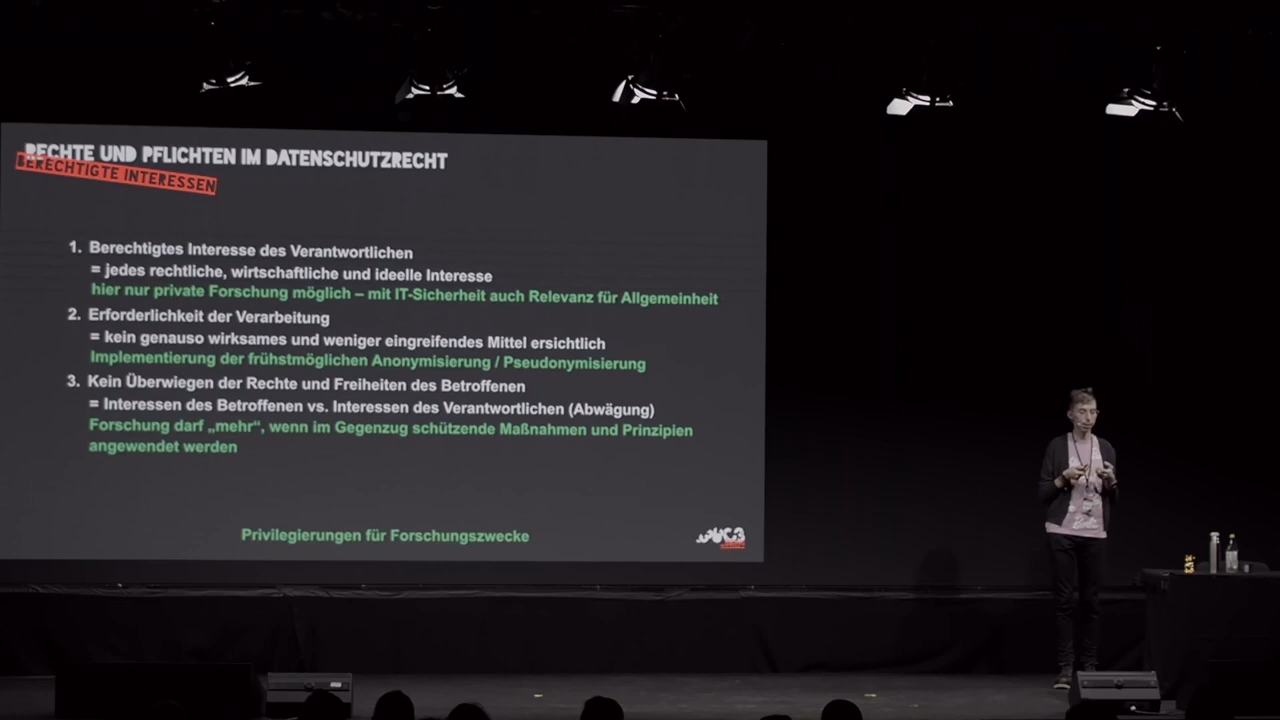 RECHTE UND PFLICHTEN IM DATENSCHUTZRECHT
BERECHTIGTE INTERESSEN
1. Berechtigtes Interesse des Verantwortlichen
= jedes rechtliche, wirtschaftliche und ideelle Interesse
hier nur private Forschung möglich – mit IT-Sicherheit auch Relevanz für Allgemeinheit
2. Erforderlichkeit der Verarbeitung
= kein genauso wirksames und weniger eingreifendes Mittel ersichtlich
Implementierung der frühstmöglichen Anonymisierung / Pseudonymisierung
3. Kein Überwiegen der Rechte und Freiheiten des Betroffenen
= Interessen des Betroffenen vs. Interessen des Verantwortlichen (Abwägung)
Forschung darf „mehr“, wenn im Gegenzug schützende Maßnahmen und Prinzipien
angewendet werden
Privilegierungen für Forschungszwecke